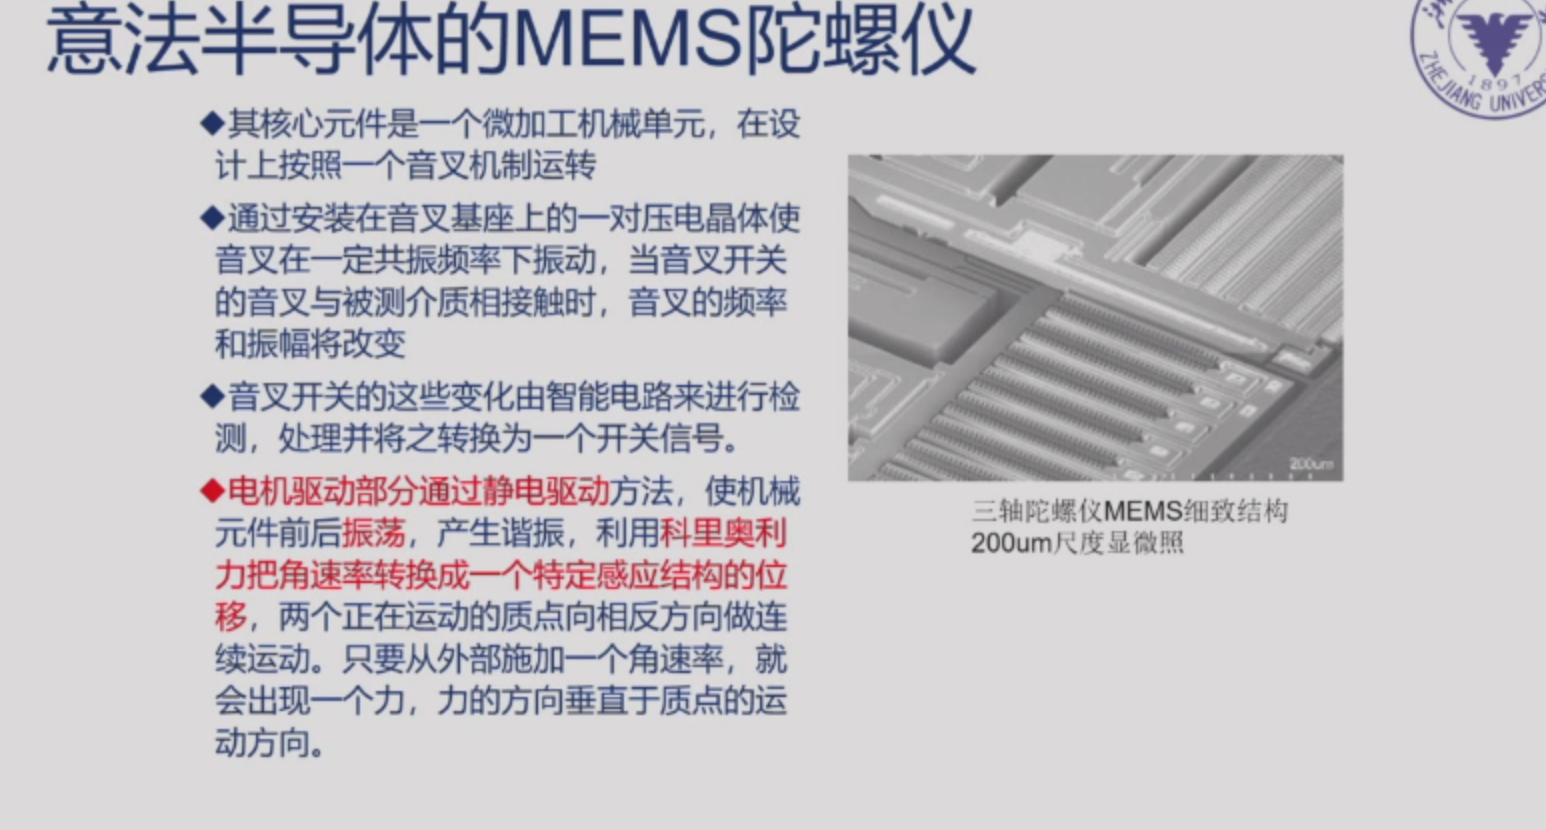 意法半导体的MEMS陀螺仪
◆其核心元件是一个微加工机械单元，在设
计上按照一个音叉机制运转
◆通过安装在音叉基座上的一对压电晶体使
音叉在一定共振频率下振动，当音叉开关
的音叉与被测介质相接触时，音叉的频率
和振幅将改变
◆音叉开关的这些变化由智能电路来进行检
测，处理并将之转换为一个开关信号。
◆电机驱动部分通过静电驱动方法，使机械
元件前后振荡，产生谐振，利用科里奥利
力把角速率转换成一个特定感应结构的位
移，两个正在运动的质点向相反方向做连
续运动。只要从外部施加一个角速率，就
会出现一个力，力的方向垂直于质点的运
动方向。
200um
三轴陀螺仪MEMS细致结构
200um尺度显微照
1897
ZHEJIANG UNIVERS